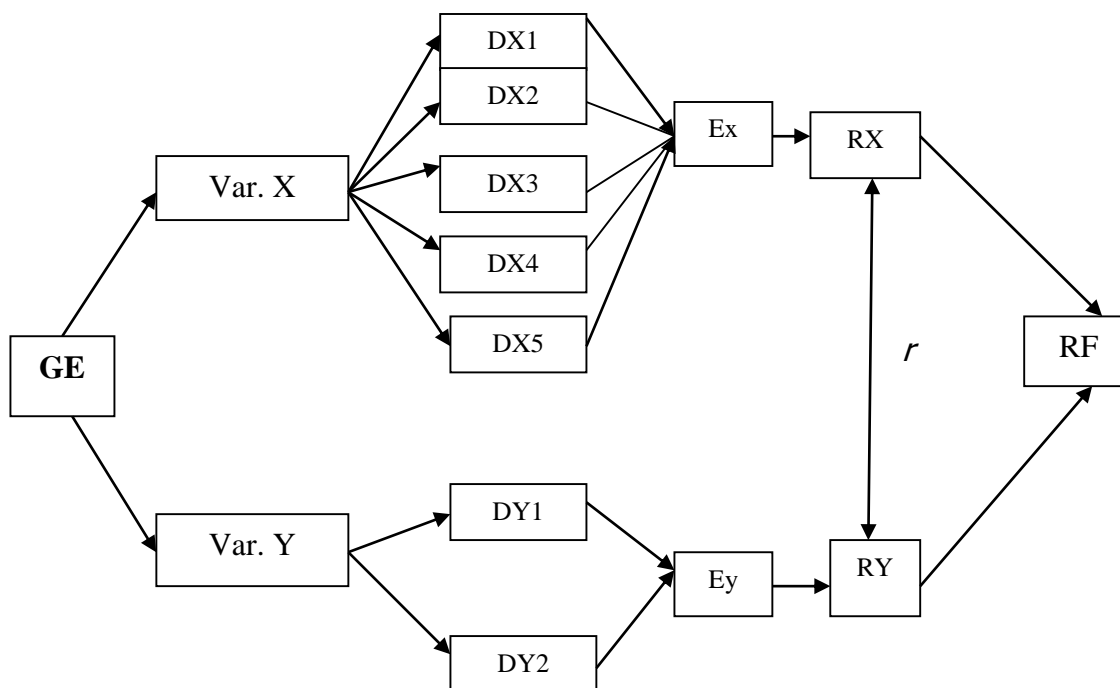 DX1
DX2
Ex
RX
Var. X
DX3
DX4
DX5
GE
r
RF
DY1
Var. Y
Ey
RY
DY2